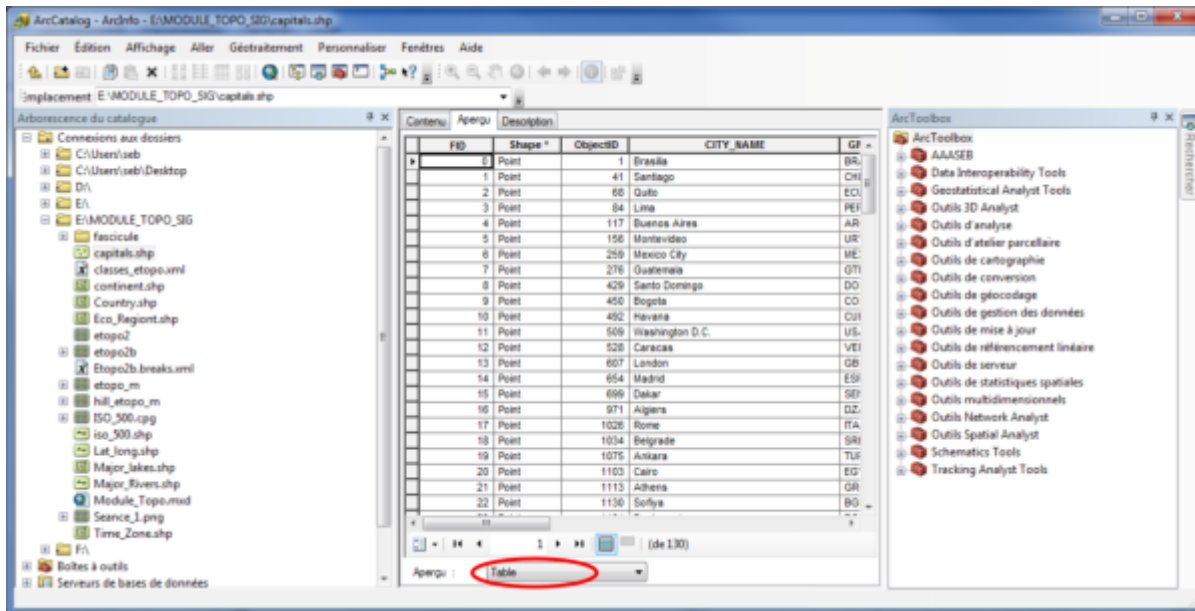 ArcCatalog - ArcInfo - E:\MODULE_TOPO_SIG\capitals.shp
Fichier Édition Affichage Aller Géotraitement Personnaliser Fenêtres Aide
Emplacement E:\MODULE_TOPO_SIG\capitals.shp
Arborescence du catalogue
Connexions aux dossiers
C:\Users\seb
C:\Users\seb\Desktop
D:\
E:\
E:\MODULE_TOPO_SIG
fascicule
capitals.shp
classes_etopo.xml
continent.shp
Country.shp
Eco_Regiont.shp
etopo2
etopo2b
Etopo2b.breaks.xml
etopo_m
hill_etopo_m
ISO_500.cpg
iso_500.shp
Lat_long.shp
Major_lakes.shp
Major_Rivers.shp
Module_Topo.mxd
Seance_1.png
Time_Zone.shp
F:\
Boîtes à outils
Serveurs de bases de données
Contenu Aperçu Description
FID Shape * ObjectID CITY_NAME
0 Point 1 Brasilia
1 Point 41 Santiago
2 Point 68 Quito
3 Point 84 Lima
4 Point 117 Buenos Aires
5 Point 156 Montevideo
6 Point 259 Mexico City
7 Point 276 Guatemala
8 Point 429 Santo Domingo
9 Point 450 Bogota
10 Point 492 Havana
11 Point 509 Washington D.C.
12 Point 528 Caracas
13 Point 607 London
14 Point 654 Madrid
15 Point 699 Dakar
16 Point 971 Algiers
17 Point 1026 Rome
18 Point 1034 Belgrade
19 Point 1075 Ankara
20 Point 1103 Cairo
21 Point 1113 Athens
22 Point 1130 Sofiya
1 (de 130)
Aperçu : Table
ArcToolbox
ArcToolbox
AAASEB
Data Interoperability Tools
Geostatistical Analyst Tools
Outils 3D Analyst
Outils d'analyse
Outils d'atelier parcellaire
Outils de cartographie
Outils de conversion
Outils de géocodage
Outils de gestion des données
Outils de mise à jour
Outils de référencement linéaire
Outils de serveur
Outils de statistiques spatiales
Outils multidimensionnels
Outils Network Analyst
Outils Spatial Analyst
Schematics Tools
Tracking Analyst Tools
Rechercher